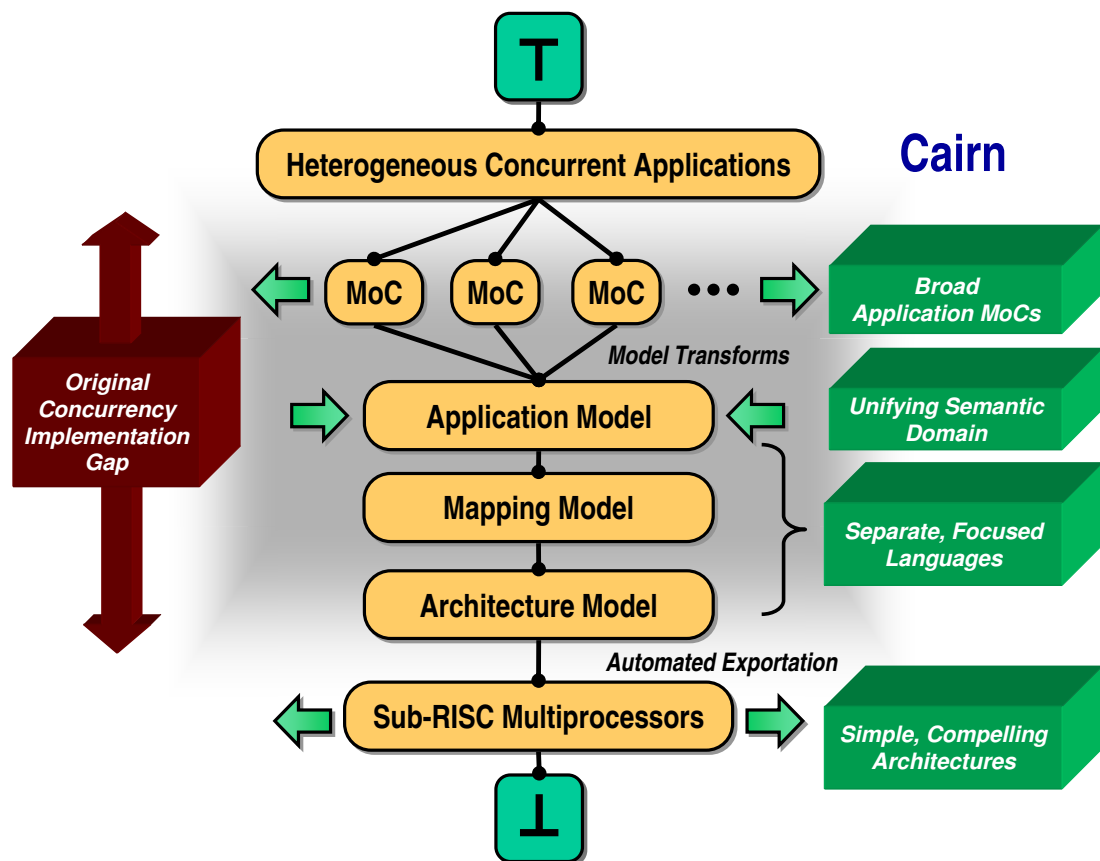 ⊤
Heterogeneous Concurrent Applications
Cairn
MoC
MoC
MoC
•••
Broad
Application MoCs
Model Transforms
Original
Concurrency
Implementation
Gap
Application Model
Unifying Semantic
Domain
Mapping Model
Separate, Focused
Languages
Architecture Model
Automated Exportation
Sub-RISC Multiprocessors
Simple, Compelling
Architectures
⊥